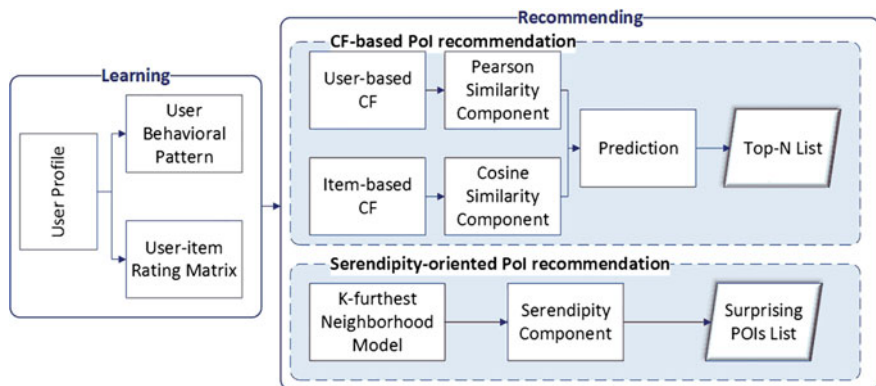 Recommending
CF-based PoI recommendation
Learning
User Profile
User
Behavioral
Pattern
User-item
Rating Matrix
User-based
CF
Pearson
Similarity
Component
Item-based
CF
Cosine
Similarity
Component
Prediction
Top-N List
Serendipity-oriented PoI recommendation
K-furthest
Neighborhood
Model
Serendipity
Component
Surprising
POIs List